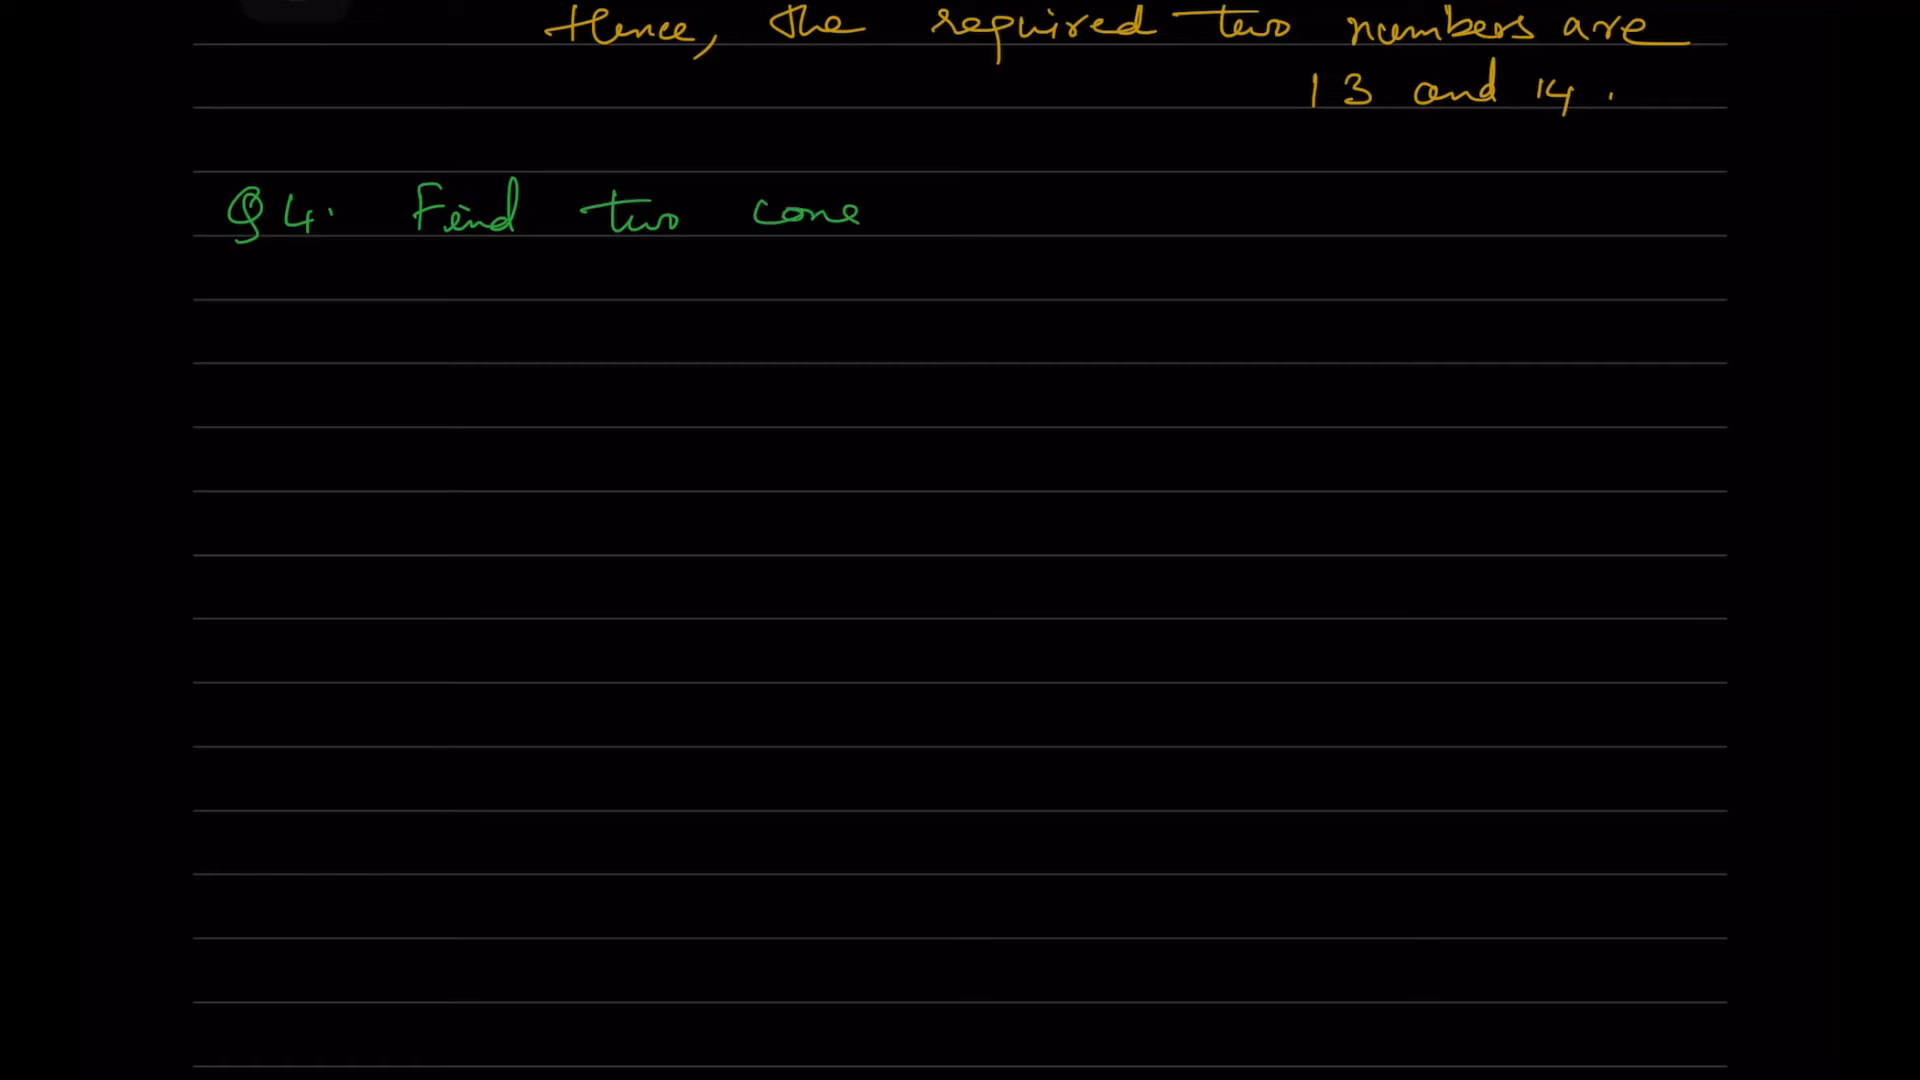 Hence, the required two numbers are
13 and 14.
Q4. Find two cons